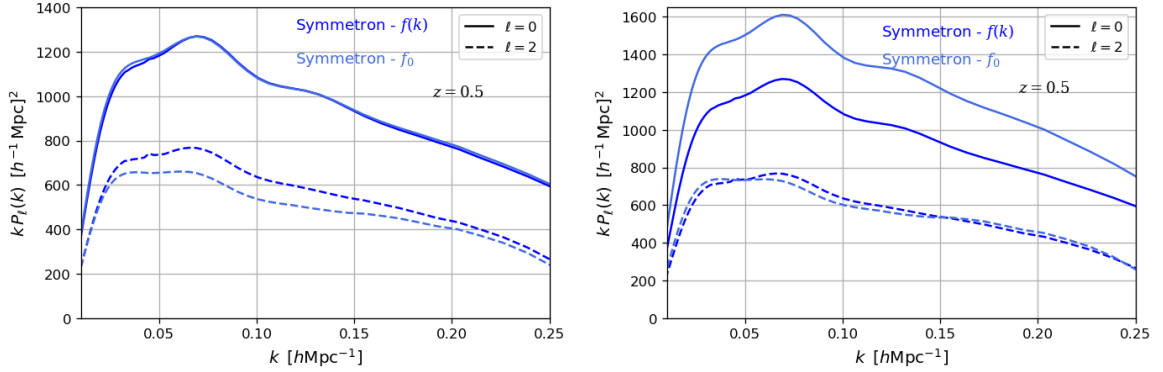 1400
1200
1000
800
600
400
200
0
k P_ℓ(k) [h⁻¹ Mpc]²
Symmetron - f(k)
Symmetron - f₀
ℓ = 0
ℓ = 2
z = 0.5
0.05 0.10 0.15 0.20 0.25
k [hMpc⁻¹]
1600
1400
1200
1000
800
600
400
200
0
k P_ℓ(k) [h⁻¹ Mpc]²
Symmetron - f(k)
Symmetron - f₀
ℓ = 0
ℓ = 2
z = 0.5
0.05 0.10 0.15 0.20 0.25
k [hMpc⁻¹]